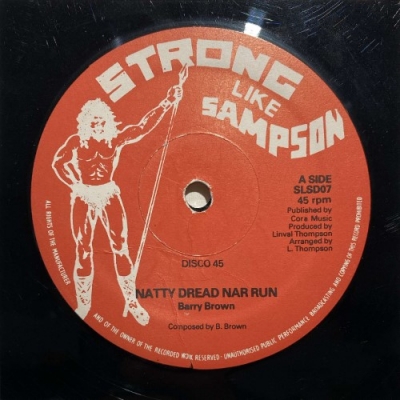 STRONG
LIKE
SAMPSON
A SIDE
SLSD07
45 rpm
Published by
Cora Music
Produced by
Linval Thompson
Arranged by
L. Thompson
DISCO 45
NATTY DREAD NAR RUN
Barry Brown
Composed by B. Brown
ALL RIGHTS OF THE MANUFACTURER AND OF THE OWNER OF THE RECORDED WORK RESERVED - UNAUTHORISED PUBLIC PERFORMANCE, BROADCASTING, AND COPYING OF THIS RECORD PROHIBITED